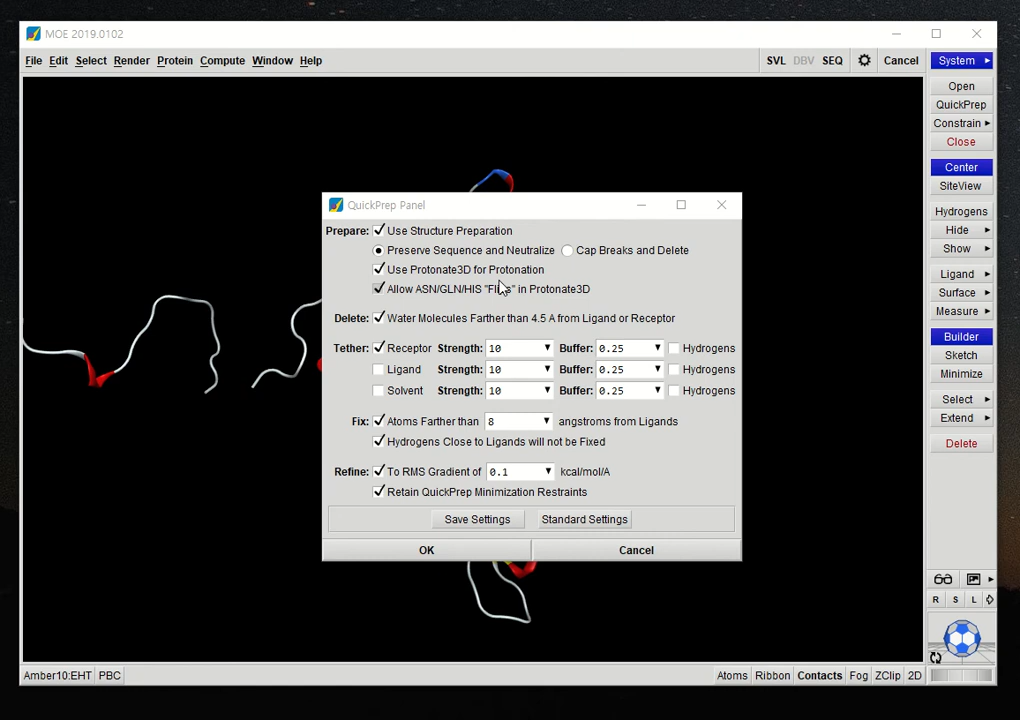 MOE 2019.0102
File Edit Select Render Protein Compute Window Help
SVL DBV SEQ Cancel
System
Open
QuickPrep
Constrain
Close
Center
SiteView
Hydrogens
Hide
Show
Ligand
Surface
Measure
Builder
Sketch
Minimize
Select
Extend
Delete
R S L
QuickPrep Panel
Prepare: Use Structure Preparation
Preserve Sequence and Neutralize Cap Breaks and Delete
Use Protonate3D for Protonation
Allow ASN/GLN/HIS "Flips" in Protonate3D
Delete: Water Molecules Farther than 4.5 A from Ligand or Receptor
Tether: Receptor Strength: 10 Buffer: 0.25 Hydrogens
Ligand Strength: 10 Buffer: 0.25 Hydrogens
Solvent Strength: 10 Buffer: 0.25 Hydrogens
Fix: Atoms Farther than 8 angstroms from Ligands
Hydrogens Close to Ligands will not be Fixed
Refine: To RMS Gradient of 0.1 kcal/mol/A
Retain QuickPrep Minimization Restraints
Save Settings Standard Settings
OK Cancel
Amber10:EHT PBC Atoms Ribbon Contacts Fog ZClip 2D